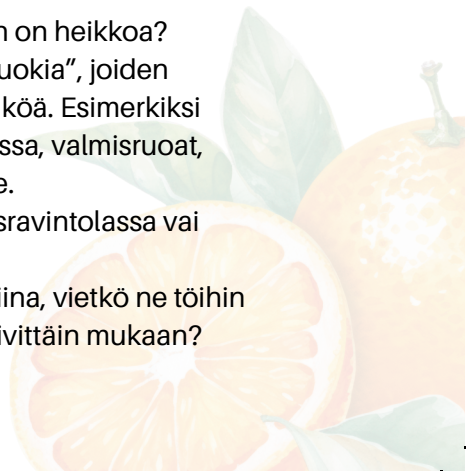 n on heikkoa?
uokia”, joiden
köä. Esimerkiksi
ssa, valmisruoat,
e.
sravintolassa vai
iina, vietkö ne töihin
ivittäin mukaan?